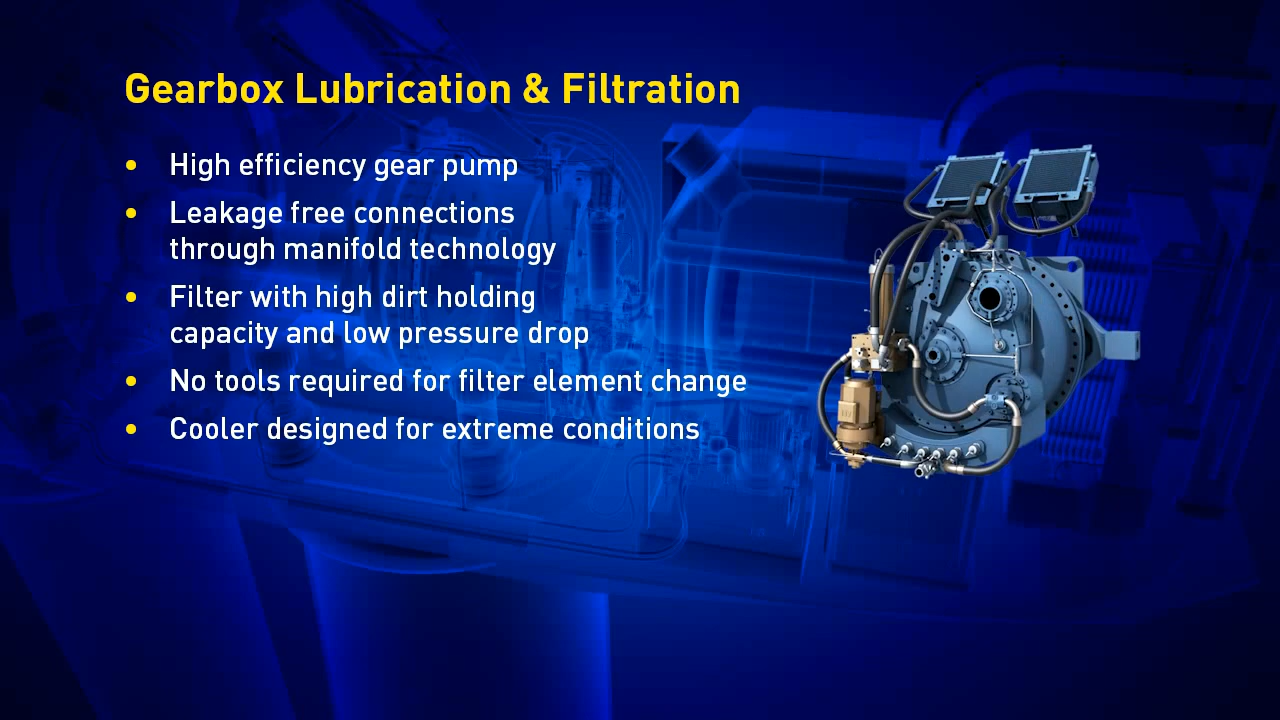 Gearbox Lubrication & Filtration
• High efficiency gear pump
• Leakage free connections
through manifold technology
• Filter with high dirt holding
capacity and low pressure drop
• No tools required for filter element change
• Cooler designed for extreme conditions